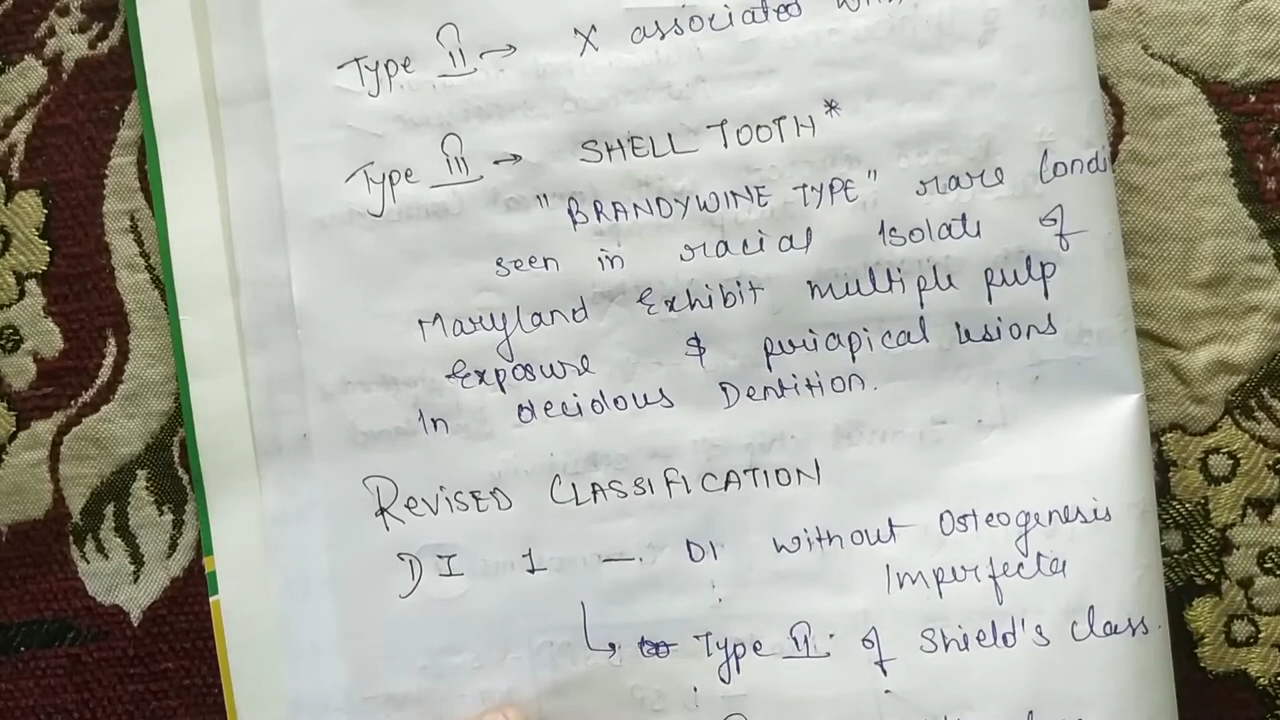 Type II → X associated with
Type III → SHELL TOOTH*
"BRANDYWINE TYPE" rare Condi
seen in racial Isolate of
Maryland Exhibit multiple pulp
Exposure & periapical lesions
In decidous Dentition.
REVISED CLASSIFICATION
DI 1 — DI without Osteogenesis
Imperfecta
↳ Type II of Shield's class.